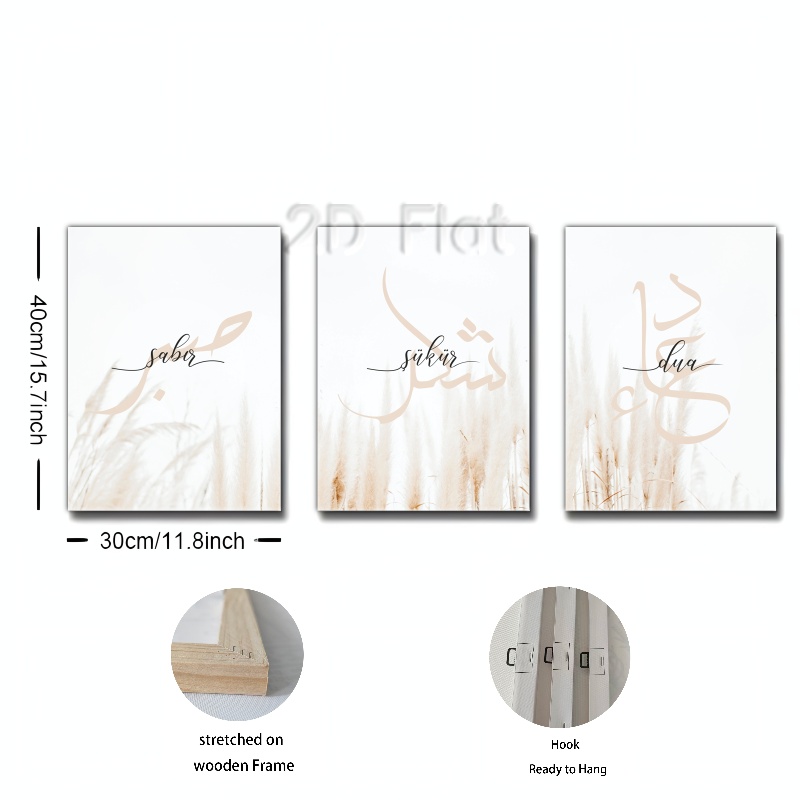 2D Flat
صبر
sabır
شكر
şükür
دعاء
dua
40cm/15.7inch
30cm/11.8inch
stretched on
wooden Frame
Hook
Ready to Hang